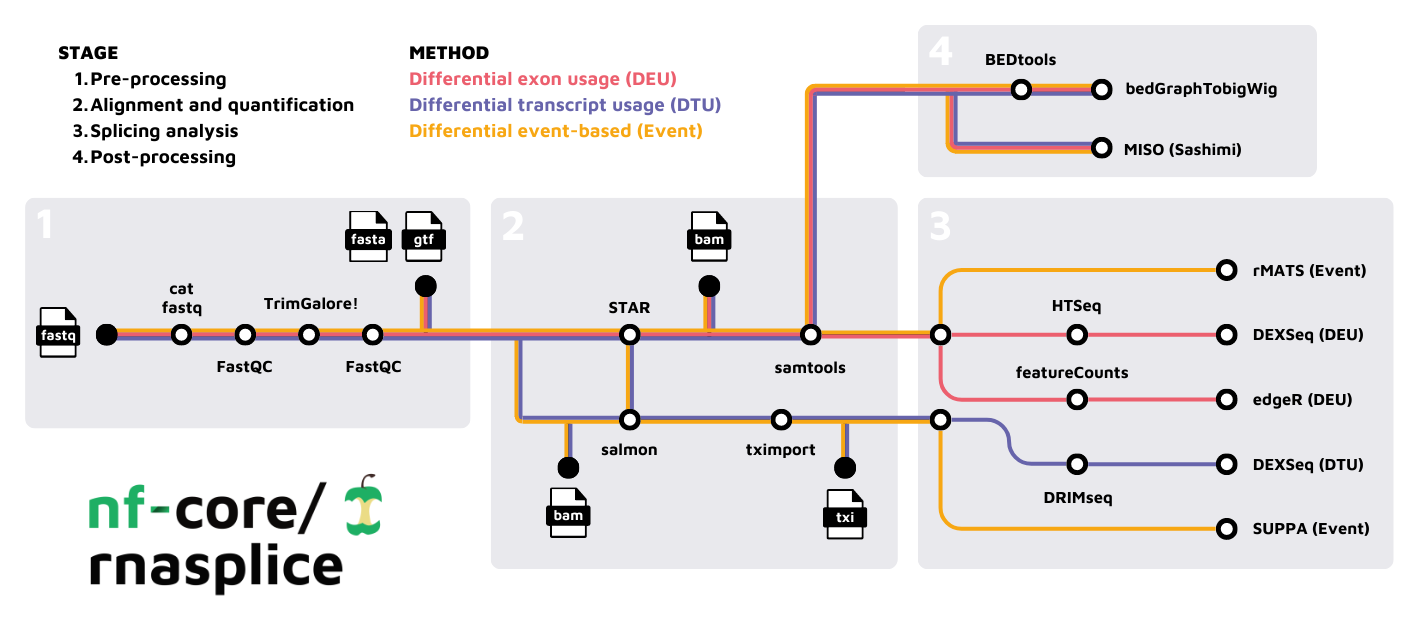 STAGE
1.Pre-processing
2.Alignment and quantification
3.Splicing analysis
4.Post-processing
METHOD
Differential exon usage (DEU)
Differential transcript usage (DTU)
Differential event-based (Event)
4
BEDtools
bedGraphTobigWig
MISO (Sashimi)
1
fasta
gtf
cat
fastq
TrimGalore!
fastq
FastQC
FastQC
2
bam
STAR
samtools
salmon
tximport
bam
txi
3
rMATS (Event)
HTSeq
DEXSeq (DEU)
featureCounts
edgeR (DEU)
DEXSeq (DTU)
DRIMseq
SUPPA (Event)
nf-core/
rnasplice